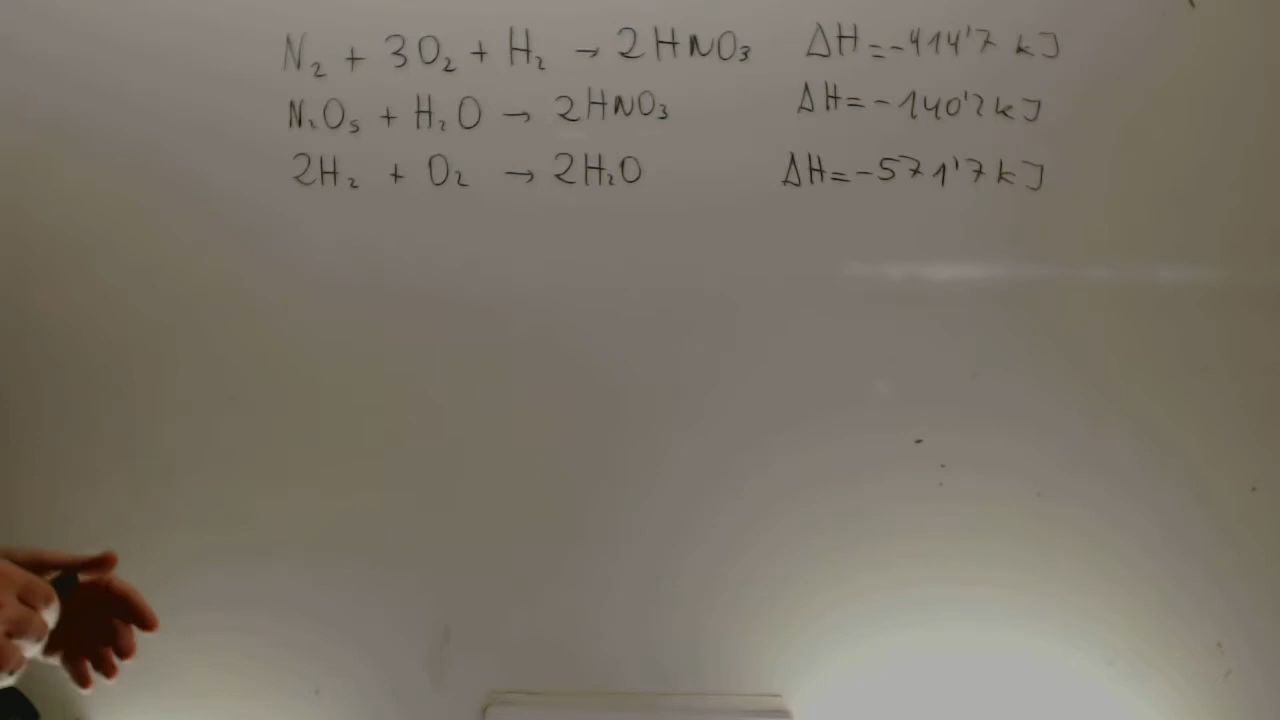 N₂ + 3O₂ + H₂ → 2HNO₃ ΔH = -414'7 kJ
N₂O₅ + H₂O → 2HNO₃ ΔH = -140'2 kJ
2H₂ + O₂ → 2H₂O ΔH = -571'7 kJ